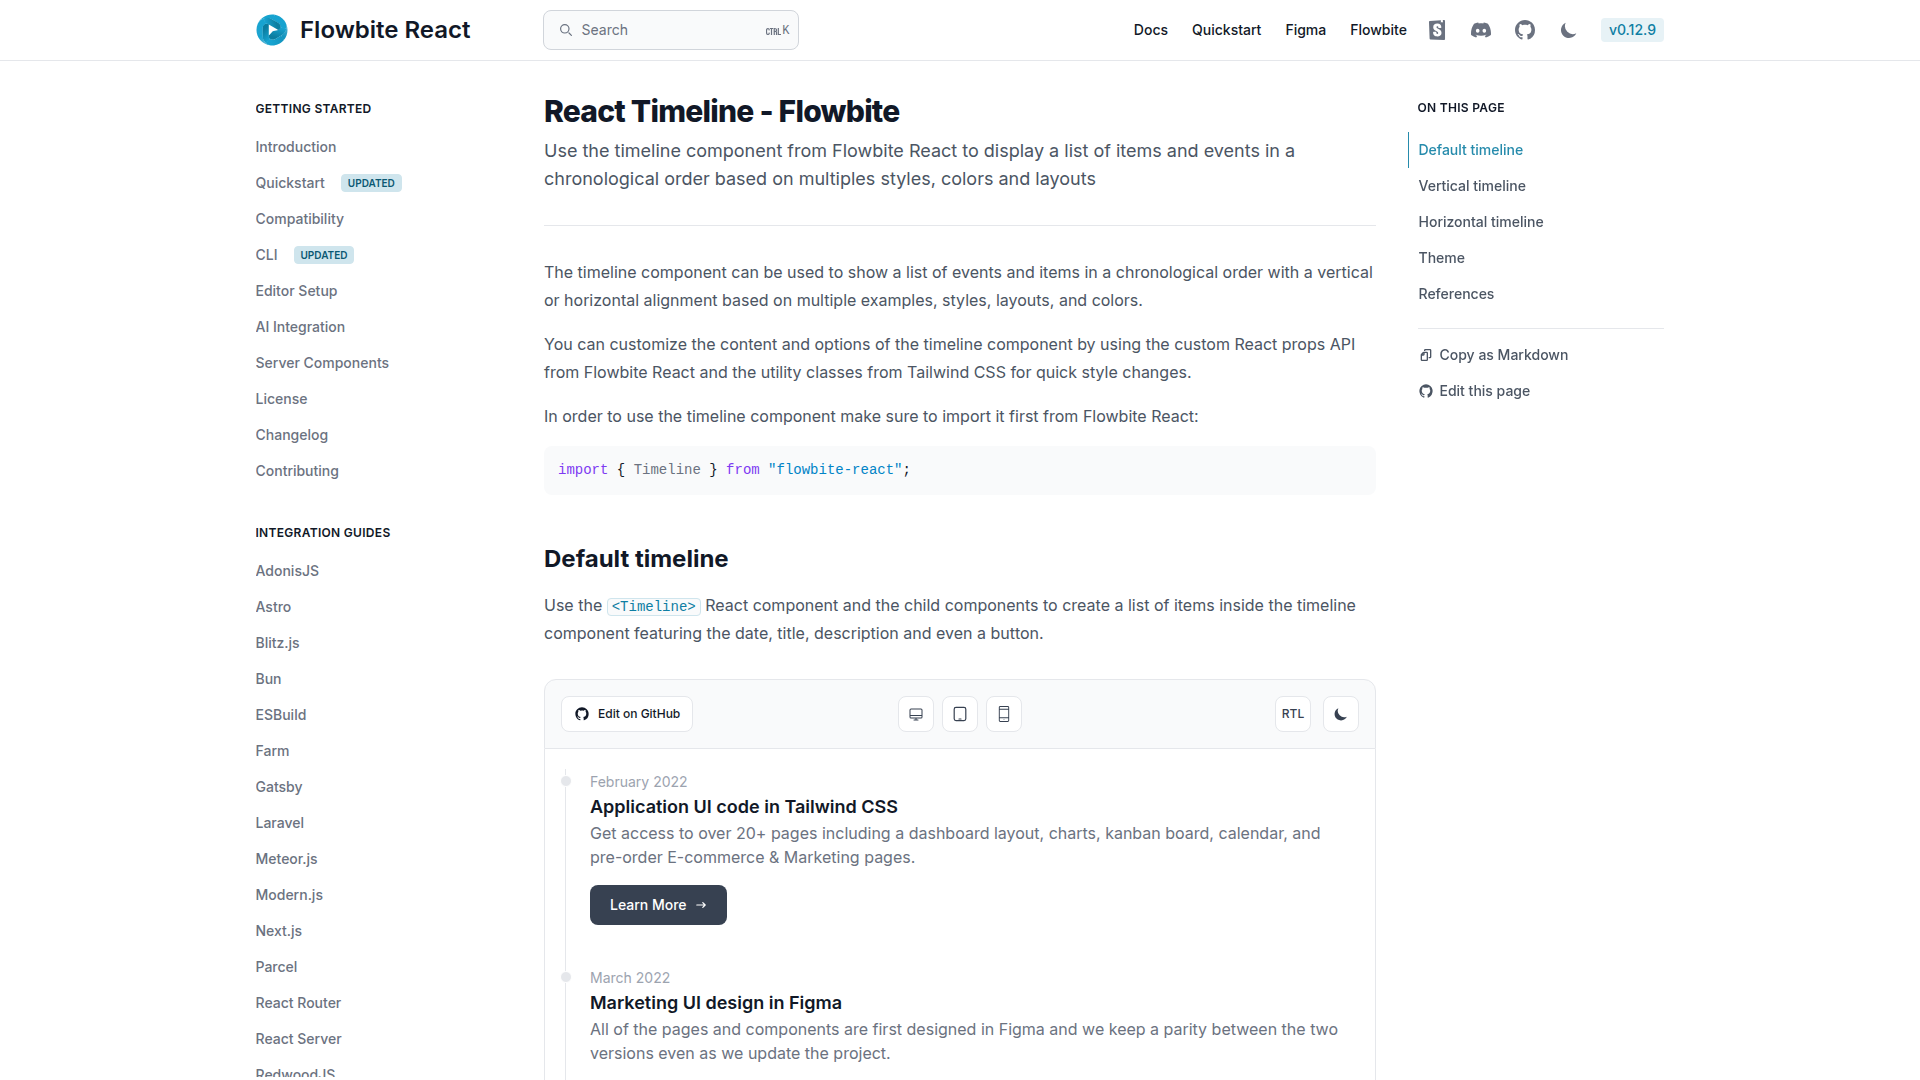 Flowbite React
Search
CTRL K
Docs
Quickstart
Figma
Flowbite
v0.12.9
GETTING STARTED
Introduction
Quickstart UPDATED
Compatibility
CLI UPDATED
Editor Setup
AI Integration
Server Components
License
Changelog
Contributing
INTEGRATION GUIDES
AdonisJS
Astro
Blitz.js
Bun
ESBuild
Farm
Gatsby
Laravel
Meteor.js
Modern.js
Next.js
Parcel
React Router
React Server
RedwoodJS
React Timeline - Flowbite
Use the timeline component from Flowbite React to display a list of items and events in a
chronological order based on multiples styles, colors and layouts
The timeline component can be used to show a list of events and items in a chronological order with a vertical
or horizontal alignment based on multiple examples, styles, layouts, and colors.
You can customize the content and options of the timeline component by using the custom React props API
from Flowbite React and the utility classes from Tailwind CSS for quick style changes.
In order to use the timeline component make sure to import it first from Flowbite React:
import { Timeline } from "flowbite-react";
Default timeline
Use the <Timeline> React component and the child components to create a list of items inside the timeline
component featuring the date, title, description and even a button.
Edit on GitHub
RTL
February 2022
Application UI code in Tailwind CSS
Get access to over 20+ pages including a dashboard layout, charts, kanban board, calendar, and
pre-order E-commerce & Marketing pages.
Learn More →
March 2022
Marketing UI design in Figma
All of the pages and components are first designed in Figma and we keep a parity between the two
versions even as we update the project.
ON THIS PAGE
Default timeline
Vertical timeline
Horizontal timeline
Theme
References
Copy as Markdown
Edit this page